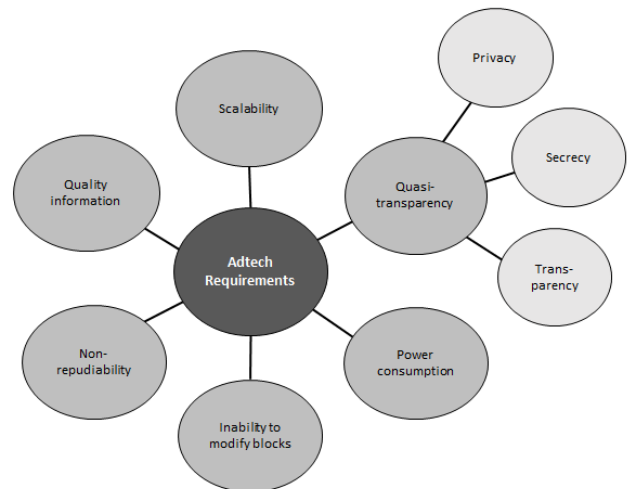 Privacy
Scalability
Secrecy
Quality
information
Quasi-
transparency
Adtech
Requirements
Trans-
parency
Non-
repudiability
Power
consumption
Inability to
modify blocks